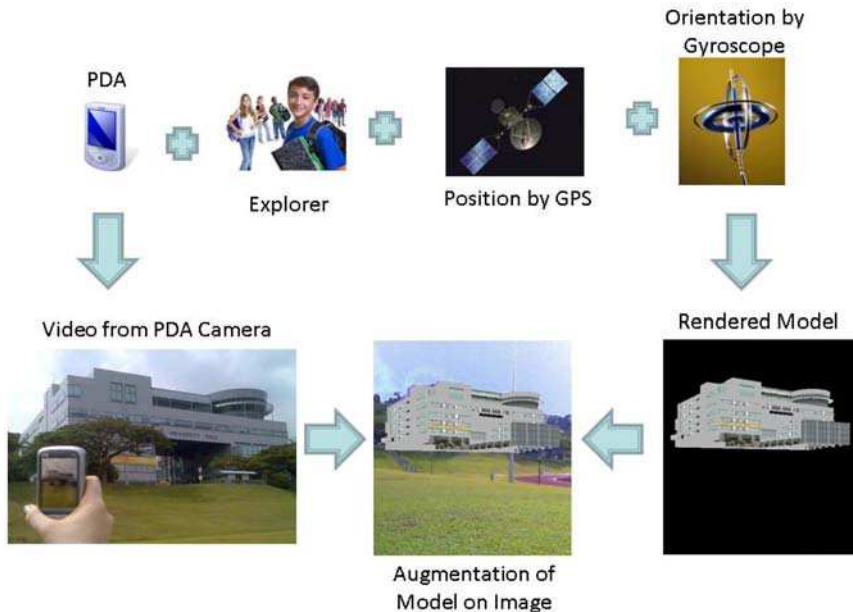 Orientation by
Gyroscope
PDA
Explorer
Position by GPS
Video from PDA Camera
Rendered Model
Augmentation of
Model on Image